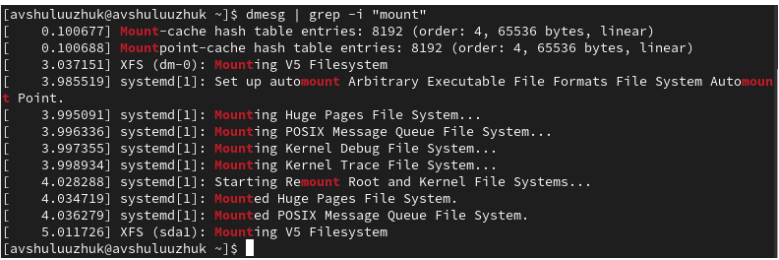 [avshuluuzhuk@avshuluuzhuk ~]$ dmesg | grep -i "mount"
[    0.100677] Mount-cache hash table entries: 8192 (order: 4, 65536 bytes, linear)
[    0.100688] Mountpoint-cache hash table entries: 8192 (order: 4, 65536 bytes, linear)
[    3.037151] XFS (dm-0): Mounting V5 Filesystem
[    3.985519] systemd[1]: Set up automount Arbitrary Executable File Formats File System Automoun
t Point.
[    3.995091] systemd[1]: Mounting Huge Pages File System...
[    3.996336] systemd[1]: Mounting POSIX Message Queue File System...
[    3.997355] systemd[1]: Mounting Kernel Debug File System...
[    3.998934] systemd[1]: Mounting Kernel Trace File System...
[    4.028288] systemd[1]: Starting Remount Root and Kernel File Systems...
[    4.034719] systemd[1]: Mounted Huge Pages File System.
[    4.036279] systemd[1]: Mounted POSIX Message Queue File System.
[    5.011726] XFS (sda1): Mounting V5 Filesystem
[avshuluuzhuk@avshuluuzhuk ~]$